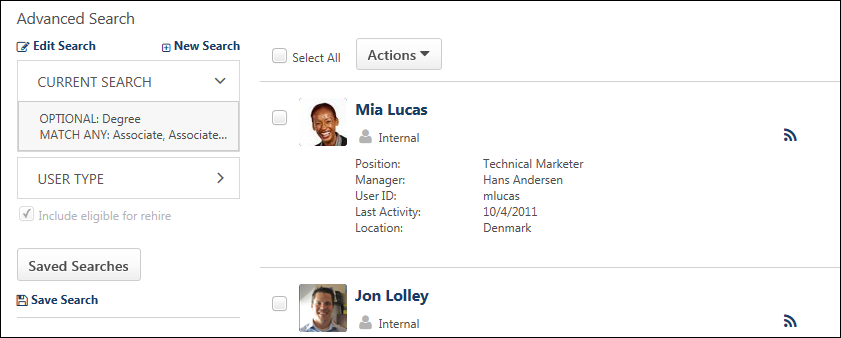 Advanced Search
Edit Search New Search
CURRENT SEARCH
OPTIONAL: Degree
MATCH ANY: Associate, Associate...
USER TYPE
Include eligible for rehire
Saved Searches
Save Search
Select All Actions
Mia Lucas
Internal
Position: Technical Marketer
Manager: Hans Andersen
User ID: mlucas
Last Activity: 10/4/2011
Location: Denmark
Jon Lolley
Internal